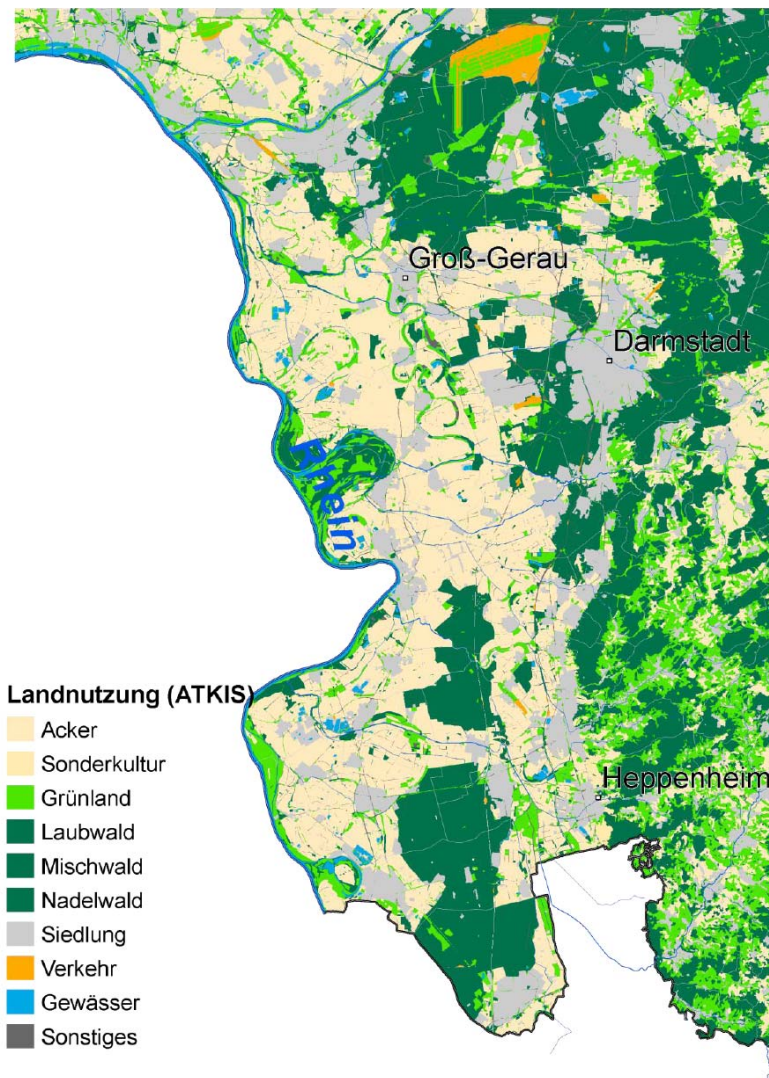 Groß-Gerau
Darmstadt
Rhein
Landnutzung (ATKIS)
Acker
Sonderkultur
Grünland
Laubwald
Mischwald
Nadelwald
Siedlung
Verkehr
Gewässer
Sonstiges
Heppenheim